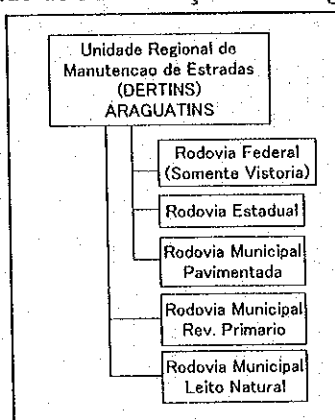 Unidade Regional de
Manutencao de Estradas
(DERTINS)
ARAGUATINS
Rodovia Federal
(Somente Vistoria)
Rodovia Estadual
Rodovia Municipal
Pavimentada
Rodovia Municipal
Rev. Primario
Rodovia Municipal
Leito Natural